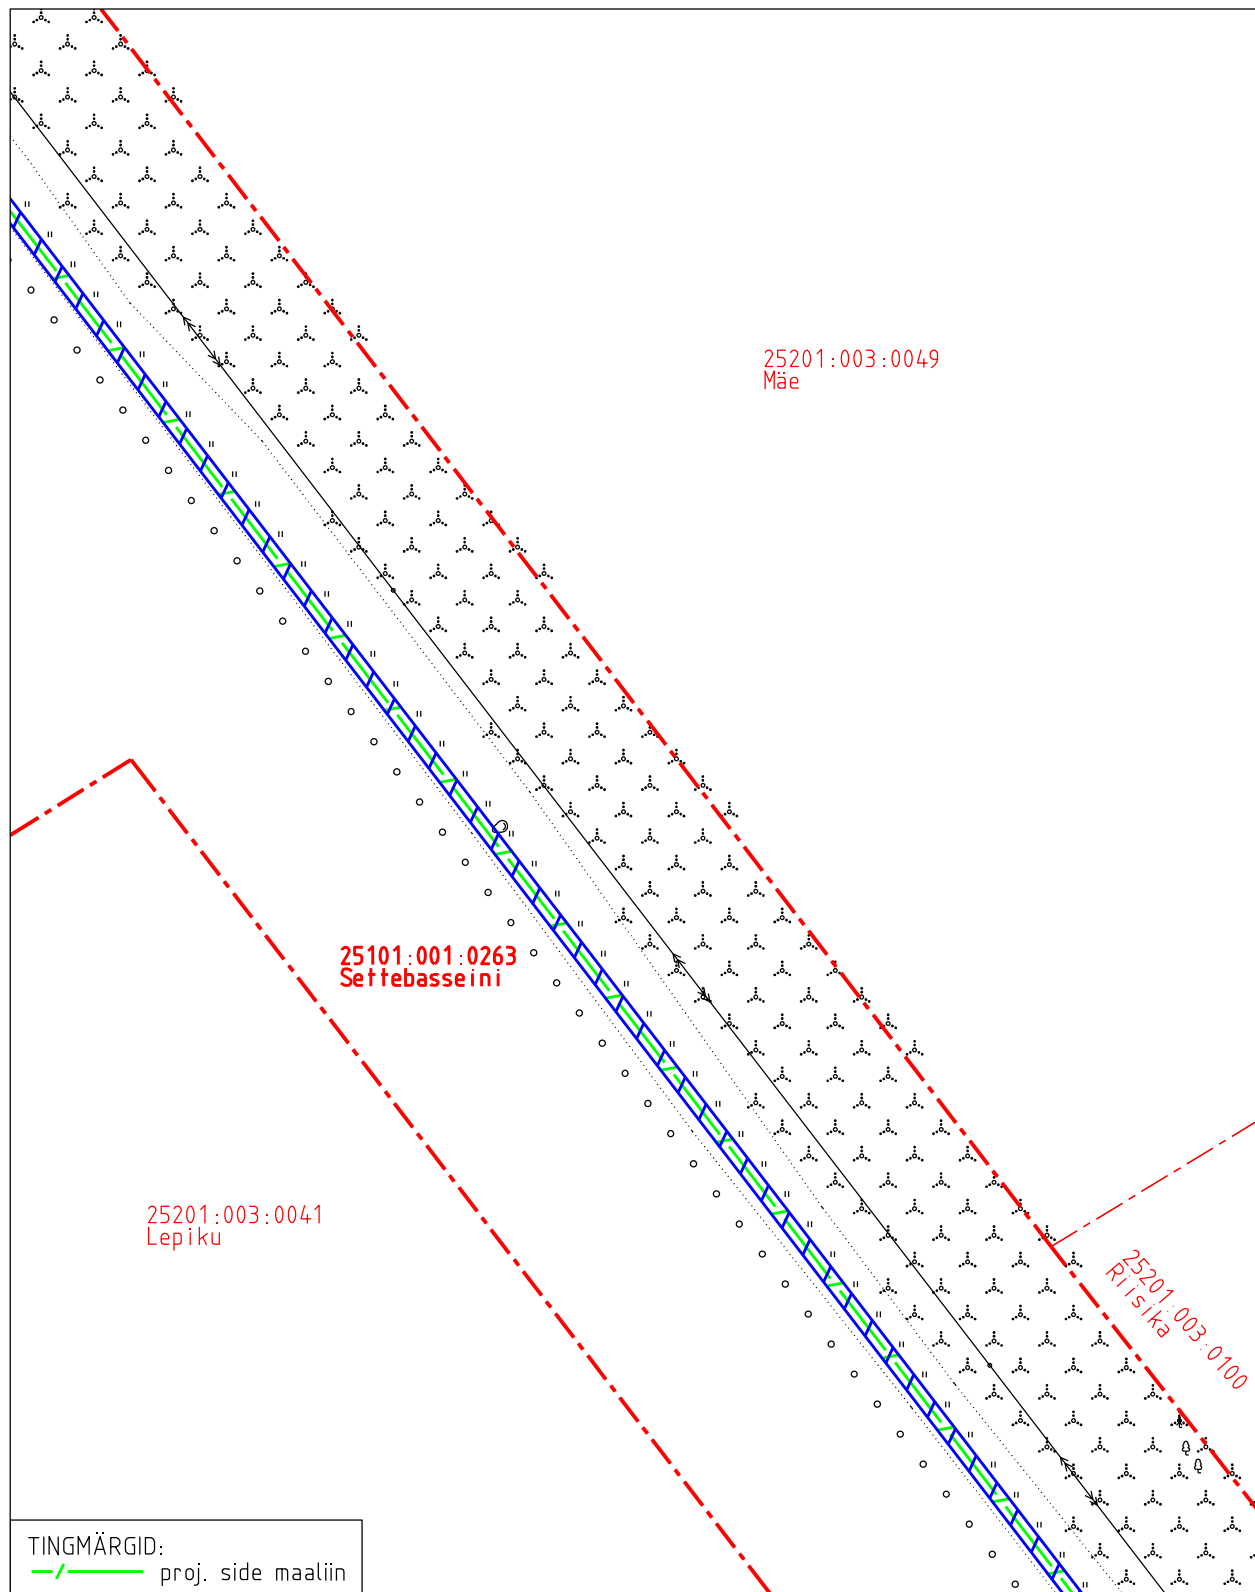 25201:003:0049
Mäe
25101:001:0263
Settebasseini
25201:003:0041
Lepiku
25201:003:0100
Riisika
TINGMÄRGID:
proj. side maaliin